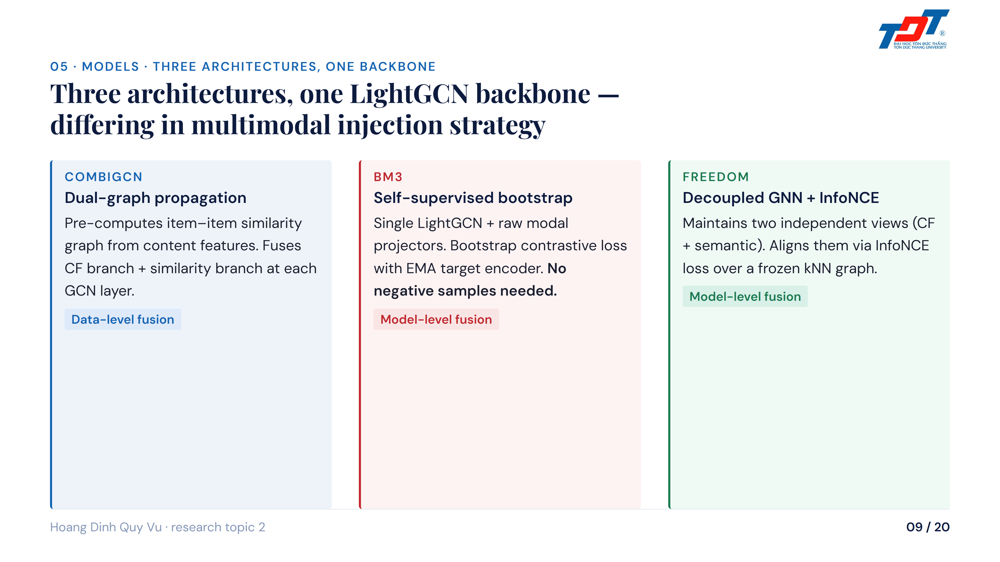 TDT
®
ĐẠI HỌC TÔN ĐỨC THẮNG
TON DUC THANG UNIVERSITY
05 · MODELS · THREE ARCHITECTURES, ONE BACKBONE
Three architectures, one LightGCN backbone —
differing in multimodal injection strategy
COMBIGCN
Dual-graph propagation
Pre-computes item–item similarity
graph from content features. Fuses
CF branch + similarity branch at each
GCN layer.
Data-level fusion
BM3
Self-supervised bootstrap
Single LightGCN + raw modal
projectors. Bootstrap contrastive loss
with EMA target encoder. No
negative samples needed.
Model-level fusion
FREEDOM
Decoupled GNN + InfoNCE
Maintains two independent views (CF
+ semantic). Aligns them via InfoNCE
loss over a frozen kNN graph.
Model-level fusion
Hoang Dinh Quy Vu · research topic 2
09 / 20